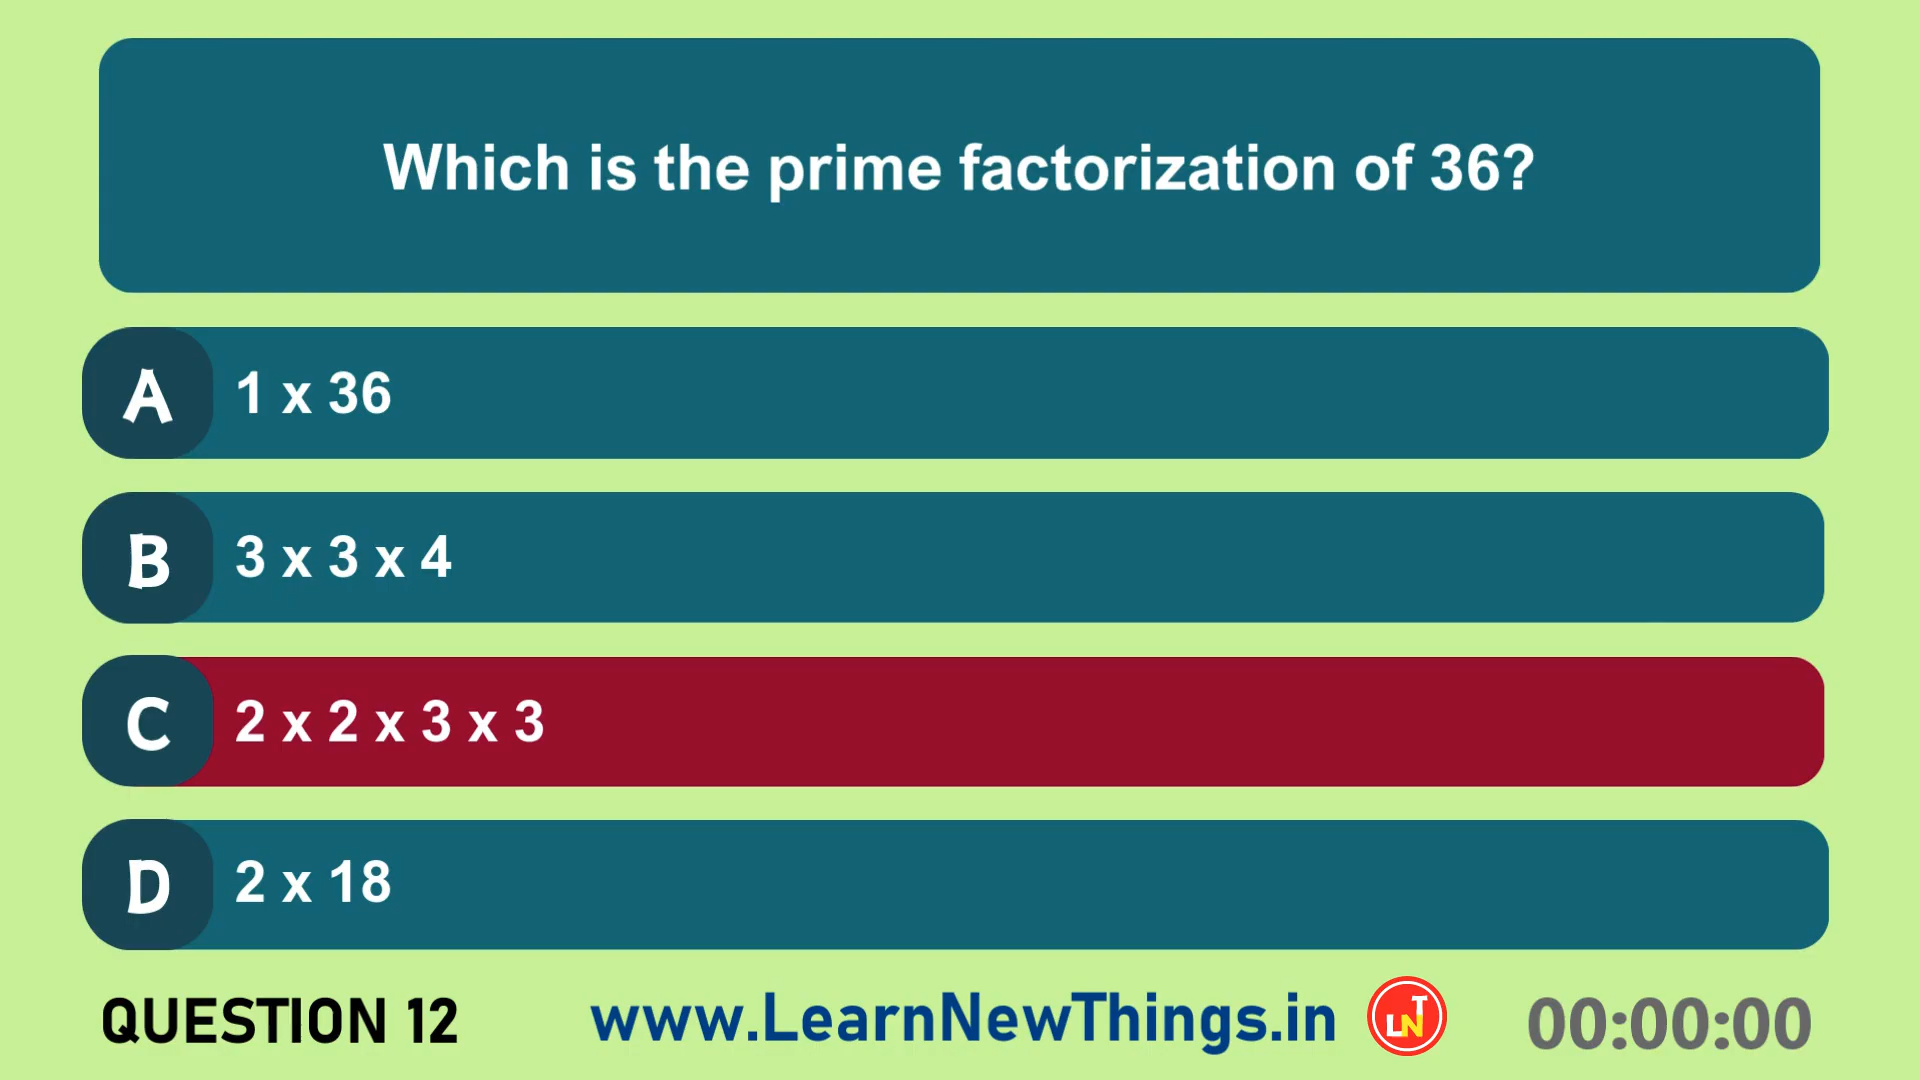 Which is the prime factorization of 36?
A 1 x 36
B 3 x 3 x 4
C 2 x 2 x 3 x 3
D 2 x 18
QUESTION 12 www.LearnNewThings.in LNT 00:00:00